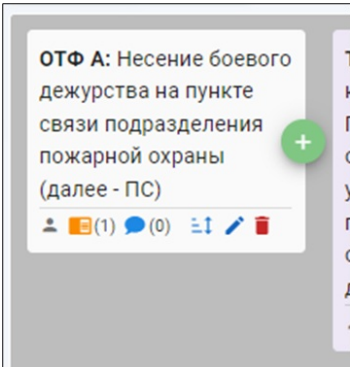 ОТФ А: Несение боевого
дежурства на пункте
связи подразделения
пожарной охраны
(далее - ПС)
(1) (0)